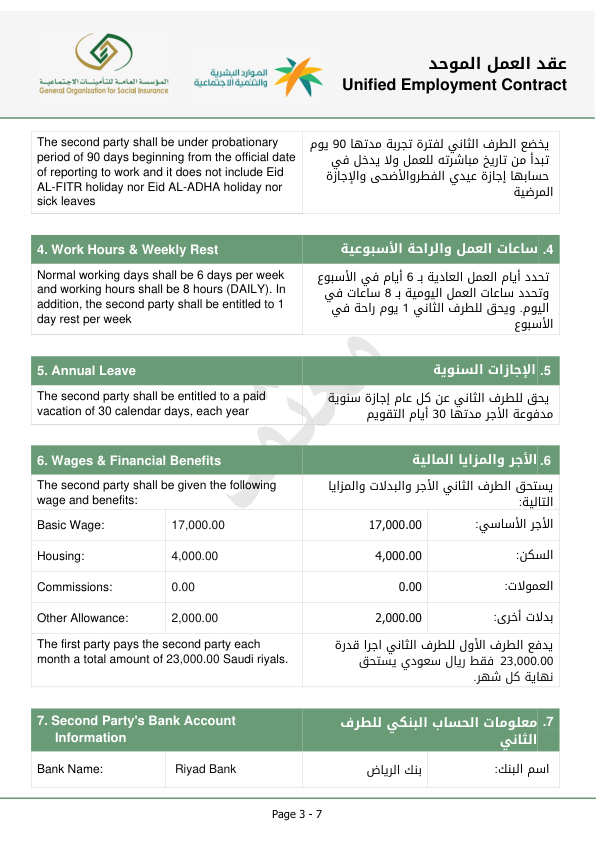 المؤسسة العامة للتأمينات الاجتماعية
General Organization for Social Insurance
الموارد البشرية
والتنمية الاجتماعية
عقد العمل الموحد
Unified Employment Contract
The second party shall be under probationary
period of 90 days beginning from the official date
of reporting to work and it does not include Eid
AL-FITR holiday nor Eid AL-ADHA holiday nor
sick leaves
يخضع الطرف الثاني لفترة تجربة مدتها 90 يوم
تبدأ من تاريخ مباشرته للعمل ولا يدخل في
حسابها إجازة عيدي الفطروالأضحى والإجازة
المرضية
4. Work Hours & Weekly Rest
4. ساعات العمل والراحة الأسبوعية
Normal working days shall be 6 days per week
and working hours shall be 8 hours (DAILY). In
addition, the second party shall be entitled to 1
day rest per week
تحدد أيام العمل العادية بـ 6 أيام في الأسبوع
وتحدد ساعات العمل اليومية بـ 8 ساعات في
اليوم. ويحق للطرف الثاني 1 يوم راحة في
الأسبوع
5. Annual Leave
5. الإجازات السنوية
The second party shall be entitled to a paid
vacation of 30 calendar days, each year
يحق للطرف الثاني عن كل عام إجازة سنوية
مدفوعة الأجر مدتها 30 أيام التقويم
6. Wages & Financial Benefits
6. الأجر والمزايا المالية
The second party shall be given the following
wage and benefits:
يستحق الطرف الثاني الأجر والبدلات والمزايا
التالية:
Basic Wage: 17,000.00 17,000.00 الأجر الأساسي:
Housing: 4,000.00 4,000.00 السكن:
Commissions: 0.00 0.00 العمولات:
Other Allowance: 2,000.00 2,000.00 بدلات أخرى:
The first party pays the second party each
month a total amount of 23,000.00 Saudi riyals.
يدفع الطرف الأول للطرف الثاني اجرا قدرة
23,000.00 فقط ريال سعودي يستحق
نهاية كل شهر.
7. Second Party's Bank Account
Information
7. معلومات الحساب البنكي للطرف
الثاني
Bank Name: Riyad Bank بنك الرياض اسم البنك:
Page 3 - 7